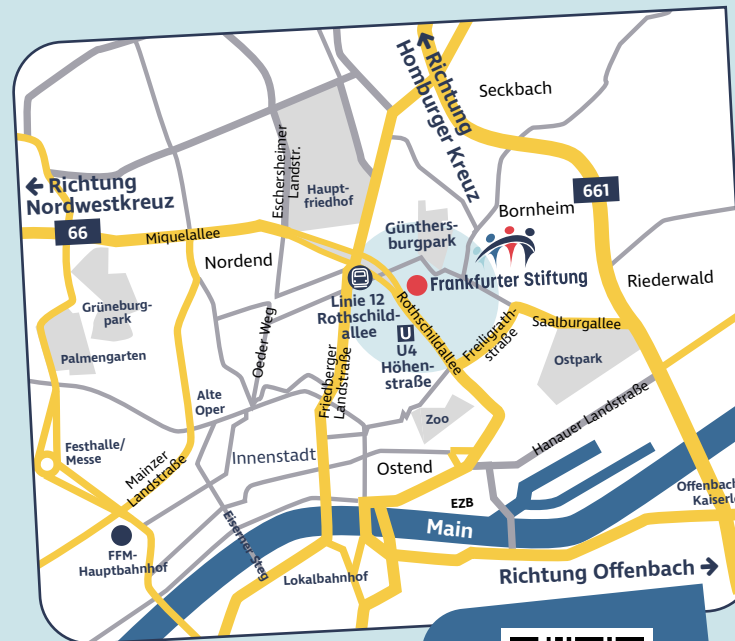 Richtung
Homburger Kreuz
Seckbach
Eschersheimer
Landstr.
Haupt-
friedhof
661
← Richtung
Nordwestkreuz
66
Miquelallee
Günthers-
burgpark
Bornheim
Nordend
Frankfurter Stiftung
Riederwald
Linie 12
Rothschild-
allee
U
U4
Höhen-
straße
Rothschildallee
Freiligrath-
straße
Saalburgallee
Ostpark
Grüneburg-
park
Palmengarten
Oeder Weg
Friedberger
Landstraße
Alte
Oper
Zoo
Hanauer Landstraße
Festhalle/
Messe
Mainzer
Landstraße
Innenstadt
Ostend
EZB
Offenbach
Kaiserle
Main
Eiserner Steg
FFM-
Hauptbahnhof
Lokalbahnhof
Richtung Offenbach →